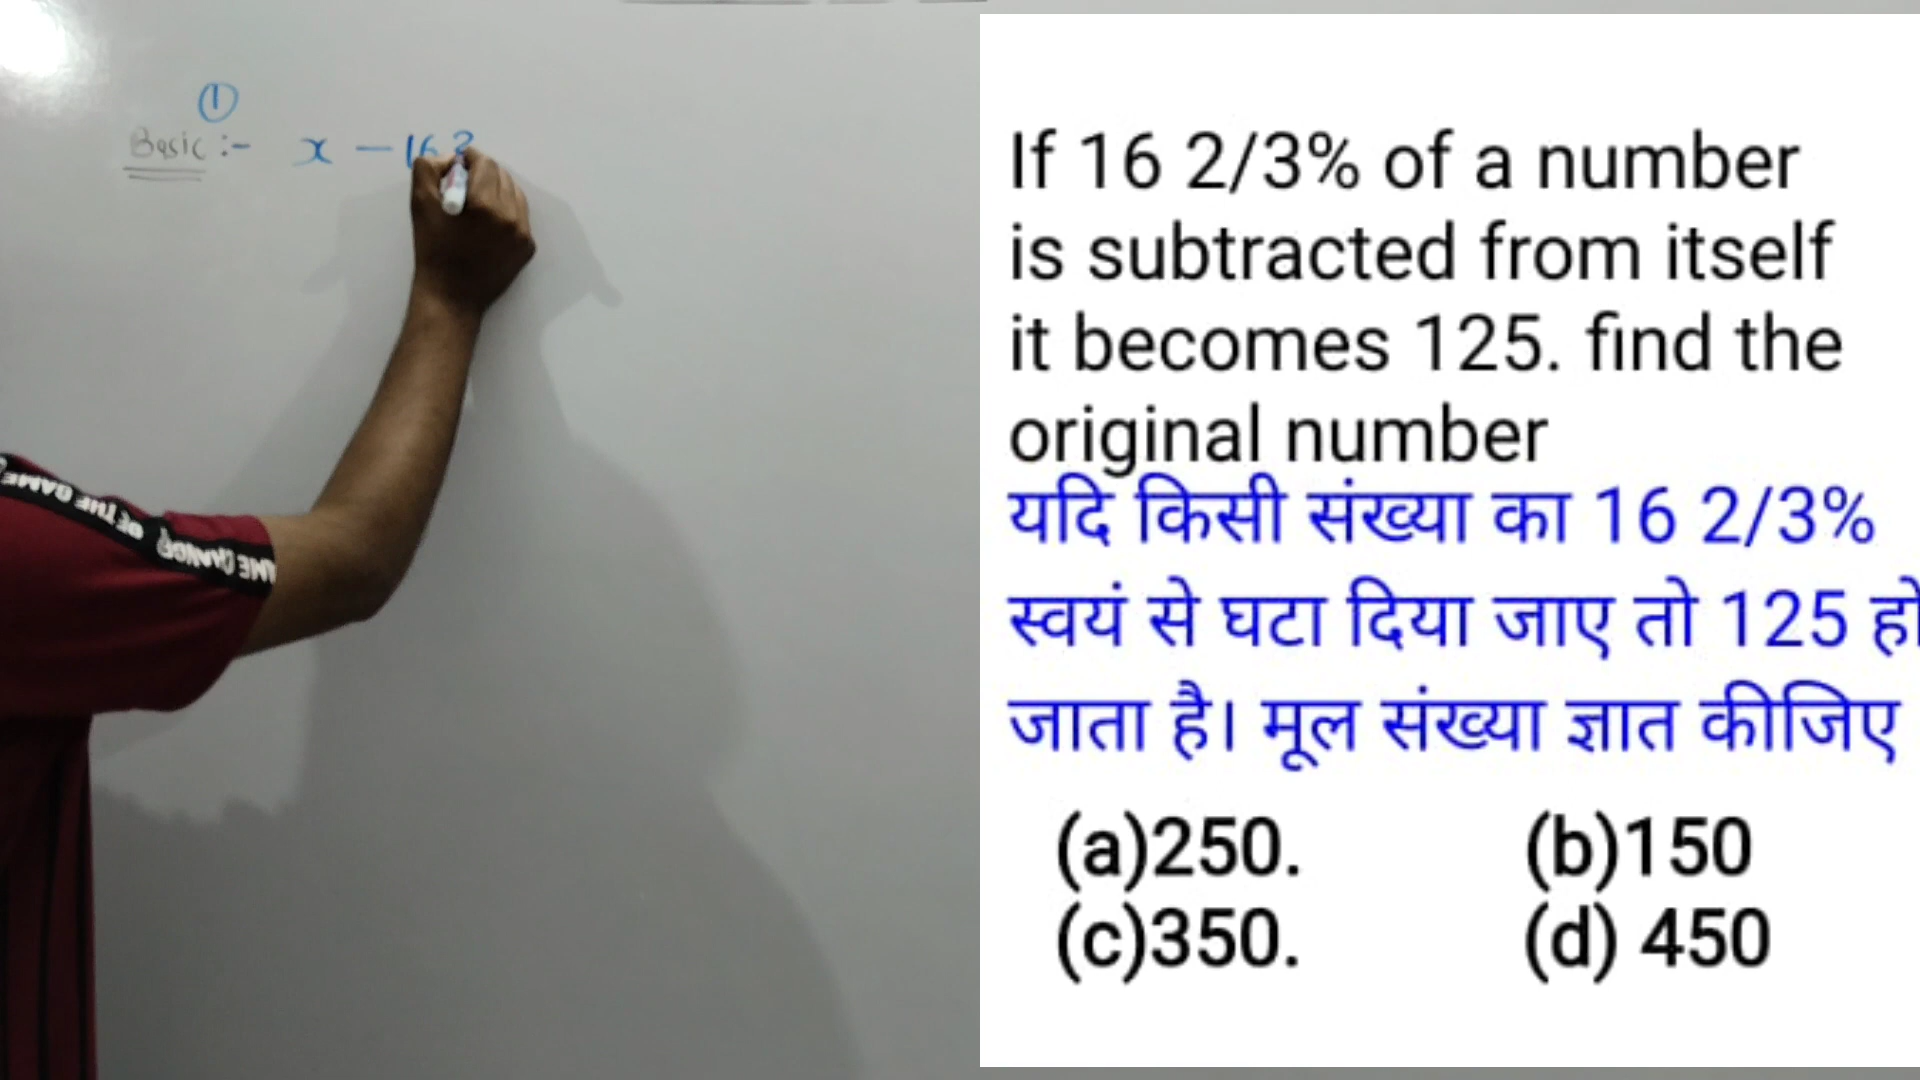 ①
Basic :- x - 16 2
If 16 2/3% of a number
is subtracted from itself
it becomes 125. find the
original number
यदि किसी संख्या का 16 2/3%
स्वयं से घटा दिया जाए तो 125 हो
जाता है। मूल संख्या ज्ञात कीजिए
(a)250. (b)150
(c)350. (d) 450